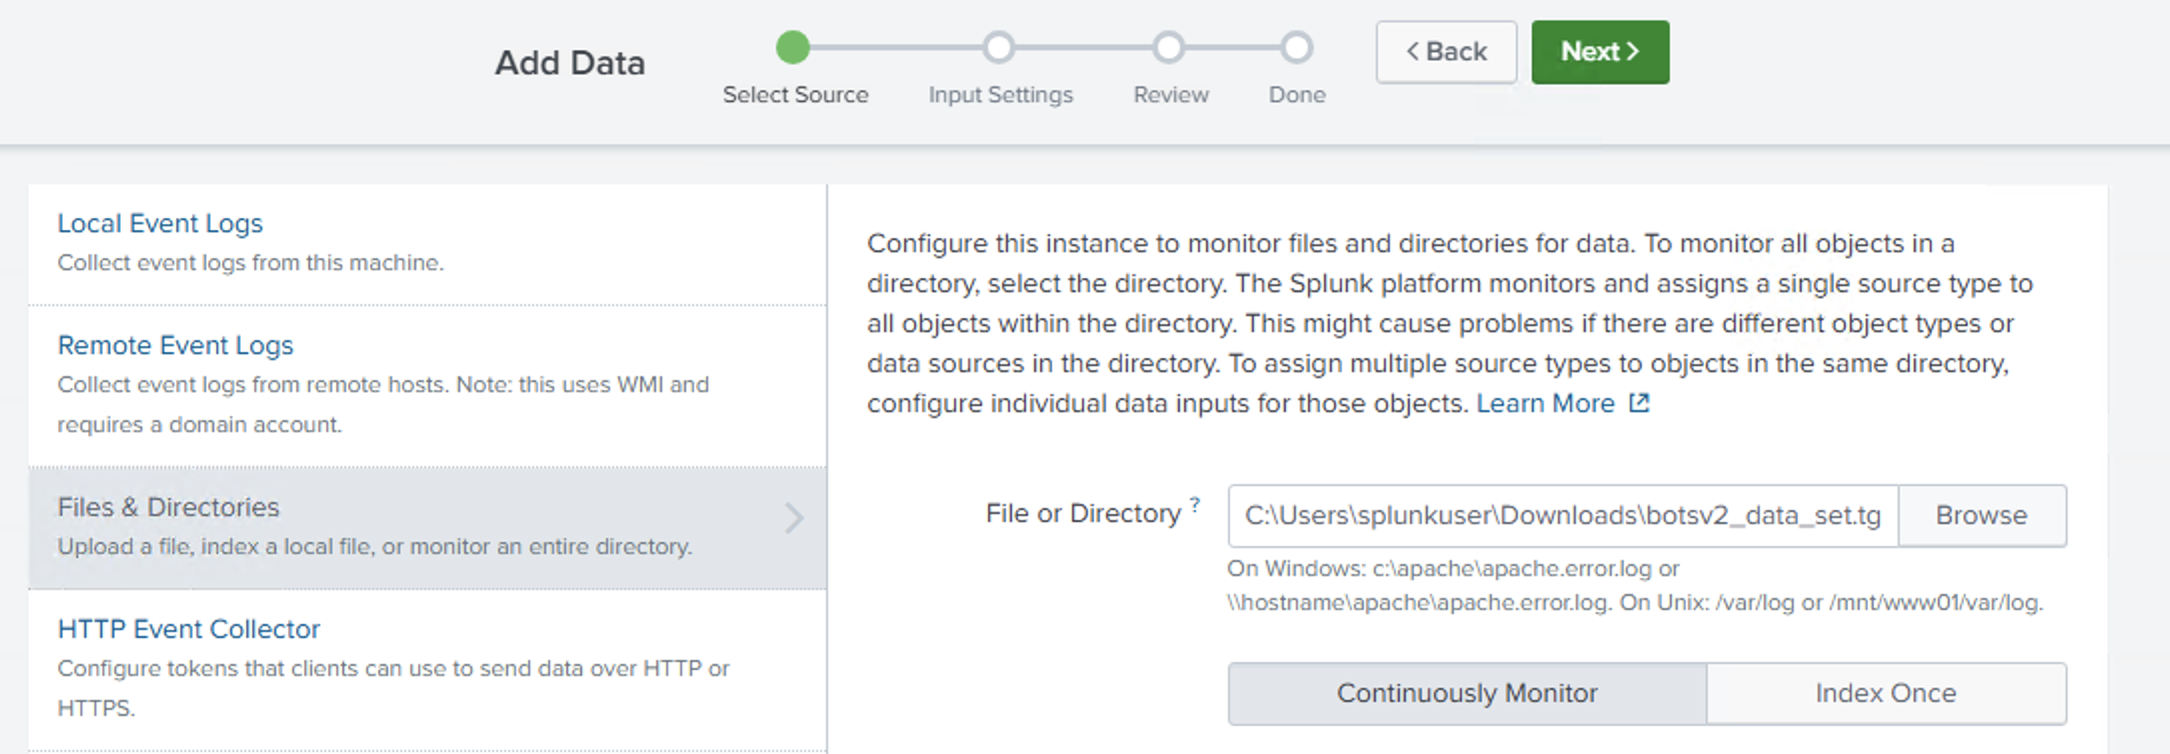 Add Data
Select Source
Input Settings
Review
Done
< Back
Next >
Local Event Logs
Collect event logs from this machine.
Remote Event Logs
Collect event logs from remote hosts. Note: this uses WMI and
requires a domain account.
Files & Directories
Upload a file, index a local file, or monitor an entire directory.
HTTP Event Collector
Configure tokens that clients can use to send data over HTTP or
HTTPS.
Configure this instance to monitor files and directories for data. To monitor all objects in a
directory, select the directory. The Splunk platform monitors and assigns a single source type to
all objects within the directory. This might cause problems if there are different object types or
data sources in the directory. To assign multiple source types to objects in the same directory,
configure individual data inputs for those objects. Learn More
File or Directory ?
C:\Users\splunkuser\Downloads\botsv2_data_set.tg
Browse
On Windows: c:\apache\apache.error.log or
\\hostname\apache\apache.error.log. On Unix: /var/log or /mnt/www01/var/log.
Continuously Monitor
Index Once